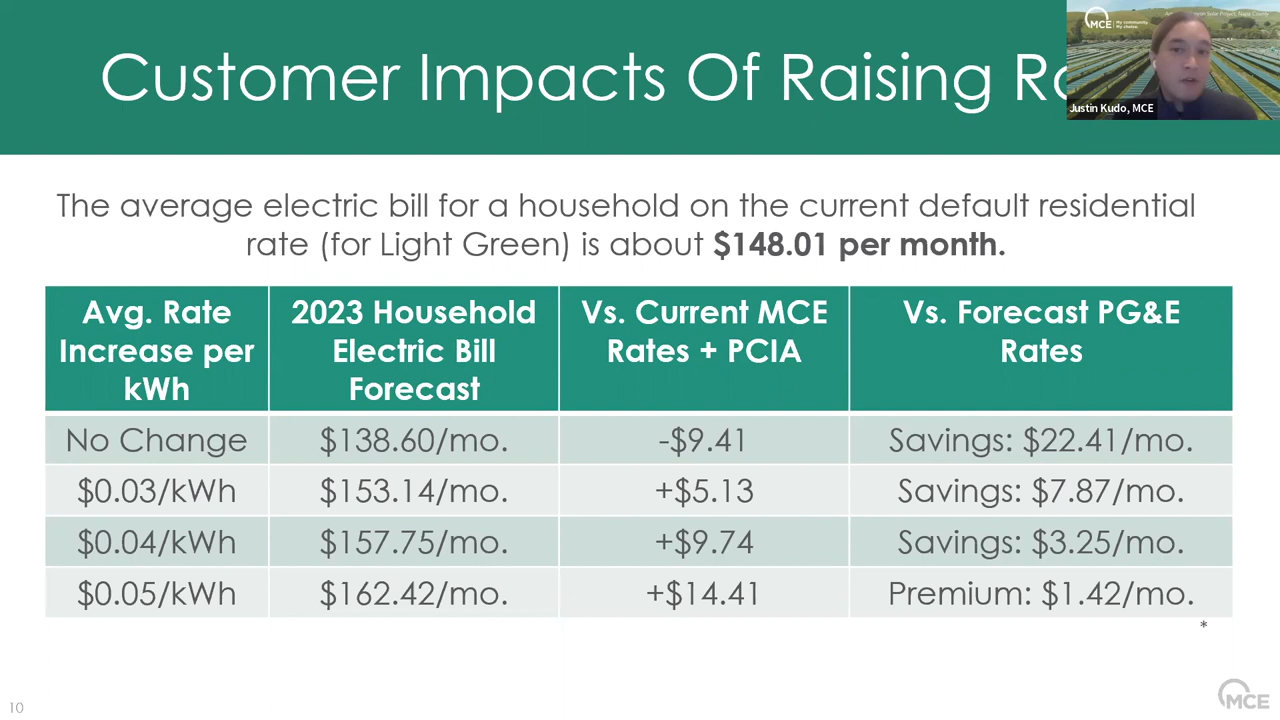 Customer Impacts Of Raising
MCE My community. My choice.
Justin Kudo, MCE
The average electric bill for a household on the current default residential
rate (for Light Green) is about $148.01 per month.
Avg. Rate Increase per kWh
2023 Household Electric Bill Forecast
Vs. Current MCE Rates + PCIA
Vs. Forecast PG&E Rates
No Change $138.60/mo. -$9.41 Savings: $22.41/mo.
$0.03/kWh $153.14/mo. +$5.13 Savings: $7.87/mo.
$0.04/kWh $157.75/mo. +$9.74 Savings: $3.25/mo.
$0.05/kWh $162.42/mo. +$14.41 Premium: $1.42/mo.
*
10
MCE